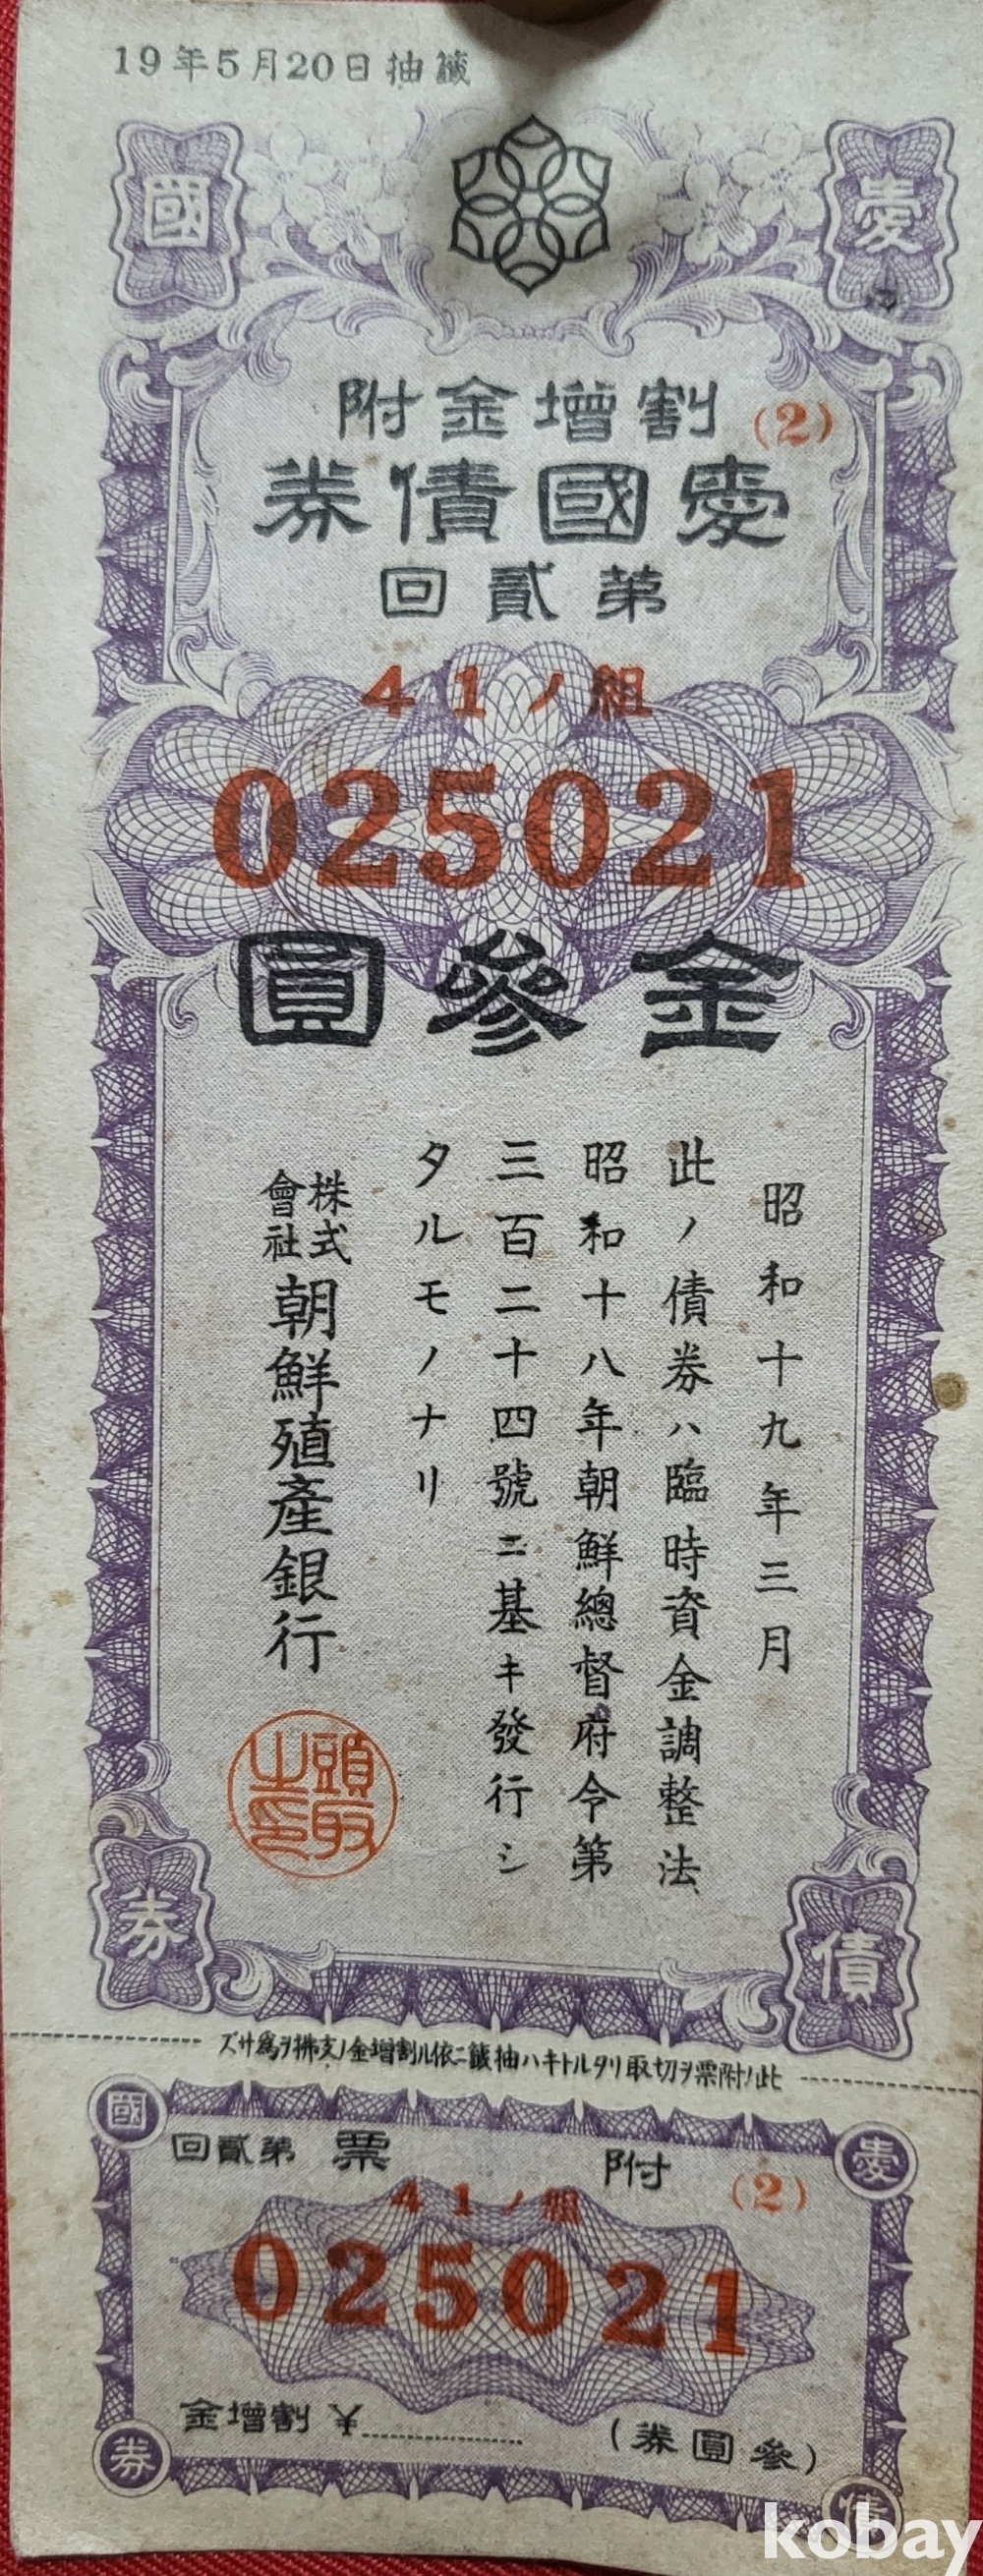 19年5月20日抽籤
愛國
割增金附
(2)
愛國債券
第貳回
41ノ組
025021
金參圓
昭和十九年三月
此ノ債券ハ臨時資金調整法、
昭和十八年朝鮮總督府令第
三百二十四號ニ基キ發行シ
タルモノナリ
株式會社朝鮮殖產銀行
頭取之印
債券
此ノ附票ヲ切取リタルトキハ抽籤ニ依ル割增金ノ支拂ヲ爲サズ
愛國
附票
第貳回
(2)
41ノ組
025021
割增金 ¥
(參圓券)
債券
kobay